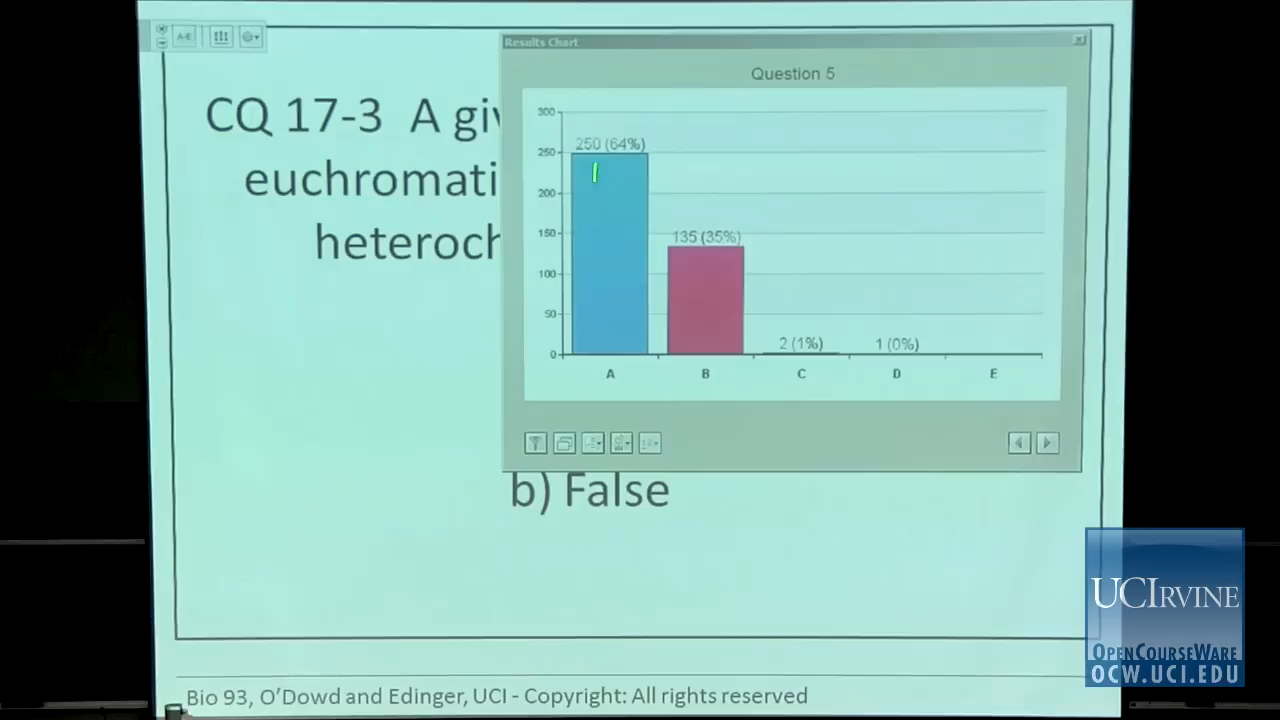 A-E
Results Chart
Question 5
CQ 17-3 A giv
euchromati
heteroch
300
250
200
150
100
50
0
250 (64%)
135 (35%)
2 (1%)
1 (0%)
A B C D E
b) False
UCIRVINE
OPENCOURSEWARE
OCW.UCI.EDU
Bio 93, O'Dowd and Edinger, UCI - Copyright: All rights reserved